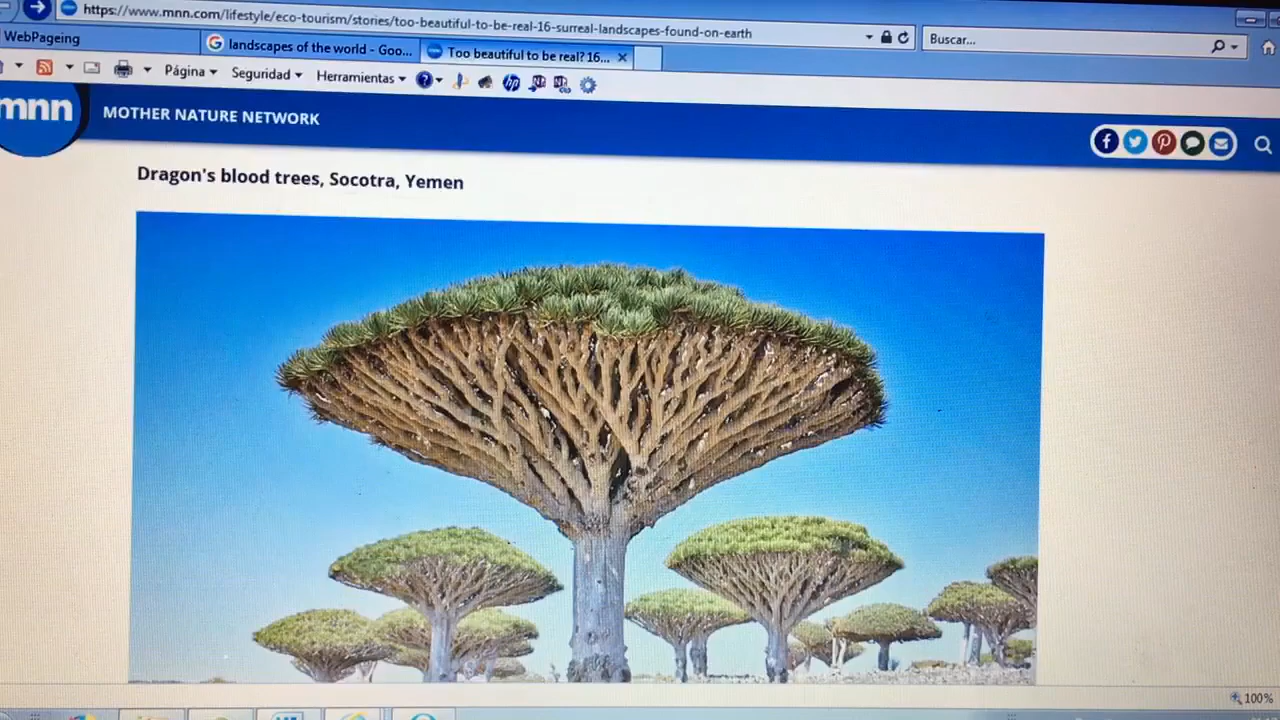 https://www.mnn.com/lifestyle/eco-tourism/stories/too-beautiful-to-be-real-16-surreal-landscapes-found-on-earth
Buscar...
WebPageing
landscapes of the world - Goo...
Too beautiful to be real? 16...
Página
Seguridad
Herramientas
mnn
MOTHER NATURE NETWORK
Dragon's blood trees, Socotra, Yemen
100%